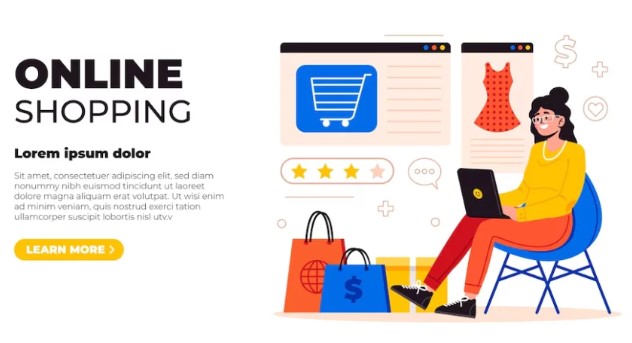 ONLINE
SHOPPING
Lorem ipsum dolor
Sit amet, consectetuer adipiscing elit, sed diam
nonummy nibh euismod tincidunt ut laoreet
dolore magna aliquam erat volutpat. Ut wisi enim
ad minim veniam, quis nostrud exerci tation
ullamcorper suscipit lobortis nisl utv.v
LEARN MORE >
$
$